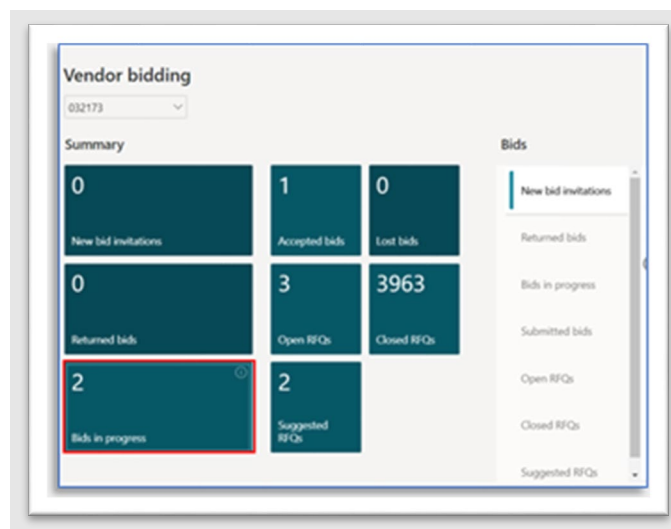 Vendor bidding
032173
Summary
0
New bid invitations
1
Accepted bids
0
Lost bids
0
Returned bids
3
Open RFQs
3963
Closed RFQs
2
Bids in progress
2
Suggested
RFQs
Bids
New bid invitations
Returned bids
Bids in progress
Submitted bids
Open RFQs
Closed RFQs
Suggested RFQs